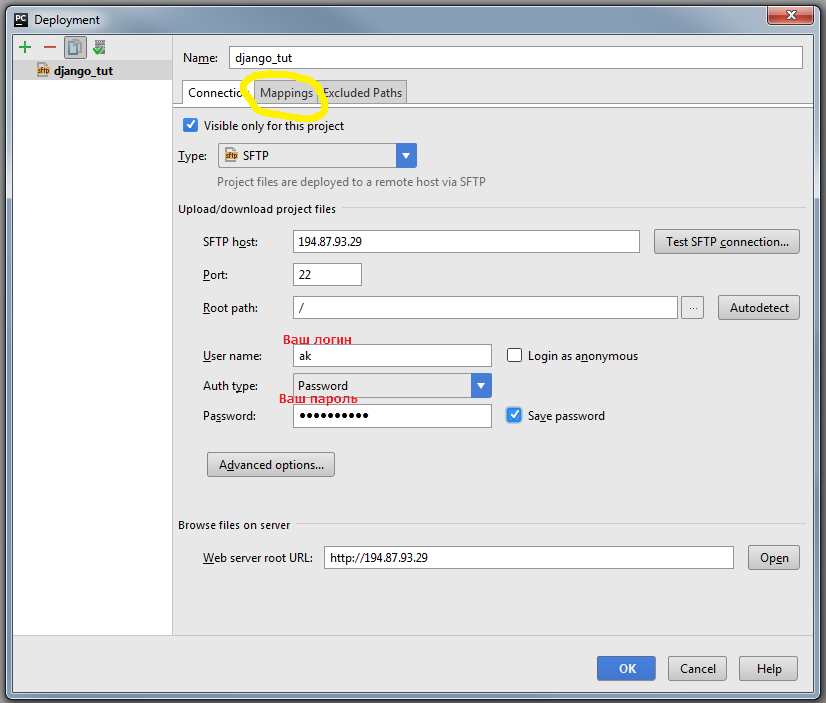 PC Deployment
sftp django_tut
Name: django_tut
Connection Mappings Excluded Paths
Visible only for this project
Type: sftp SFTP
Project files are deployed to a remote host via SFTP
Upload/download project files
SFTP host: 194.87.93.29 Test SFTP connection...
Port: 22
Root path: / ... Autodetect
Ваш логин
User name: ak Login as anonymous
Auth type: Password
Ваш пароль
Password: ●●●●●●●●●● Save password
Advanced options...
Browse files on server
Web server root URL: http://194.87.93.29 Open
OK Cancel Help